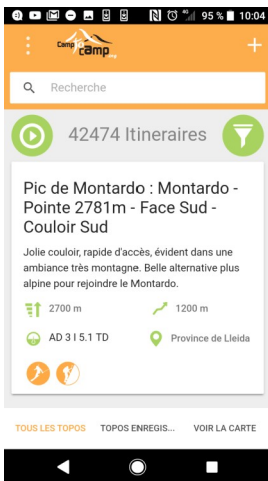 95 % 10:04
Camp to camp.org
Recherche
42474 Itineraires
Pic de Montardo : Montardo -
Pointe 2781m - Face Sud -
Couloir Sud
Jolie couloir, rapide d'accès, évident dans une
ambiance très montagne. Belle alternative plus
alpine pour rejoindre le Montardo.
2700 m 1200 m
AD 3 I 5.1 TD Province de Lleida
TOUS LES TOPOS TOPOS ENREGIS... VOIR LA CARTE